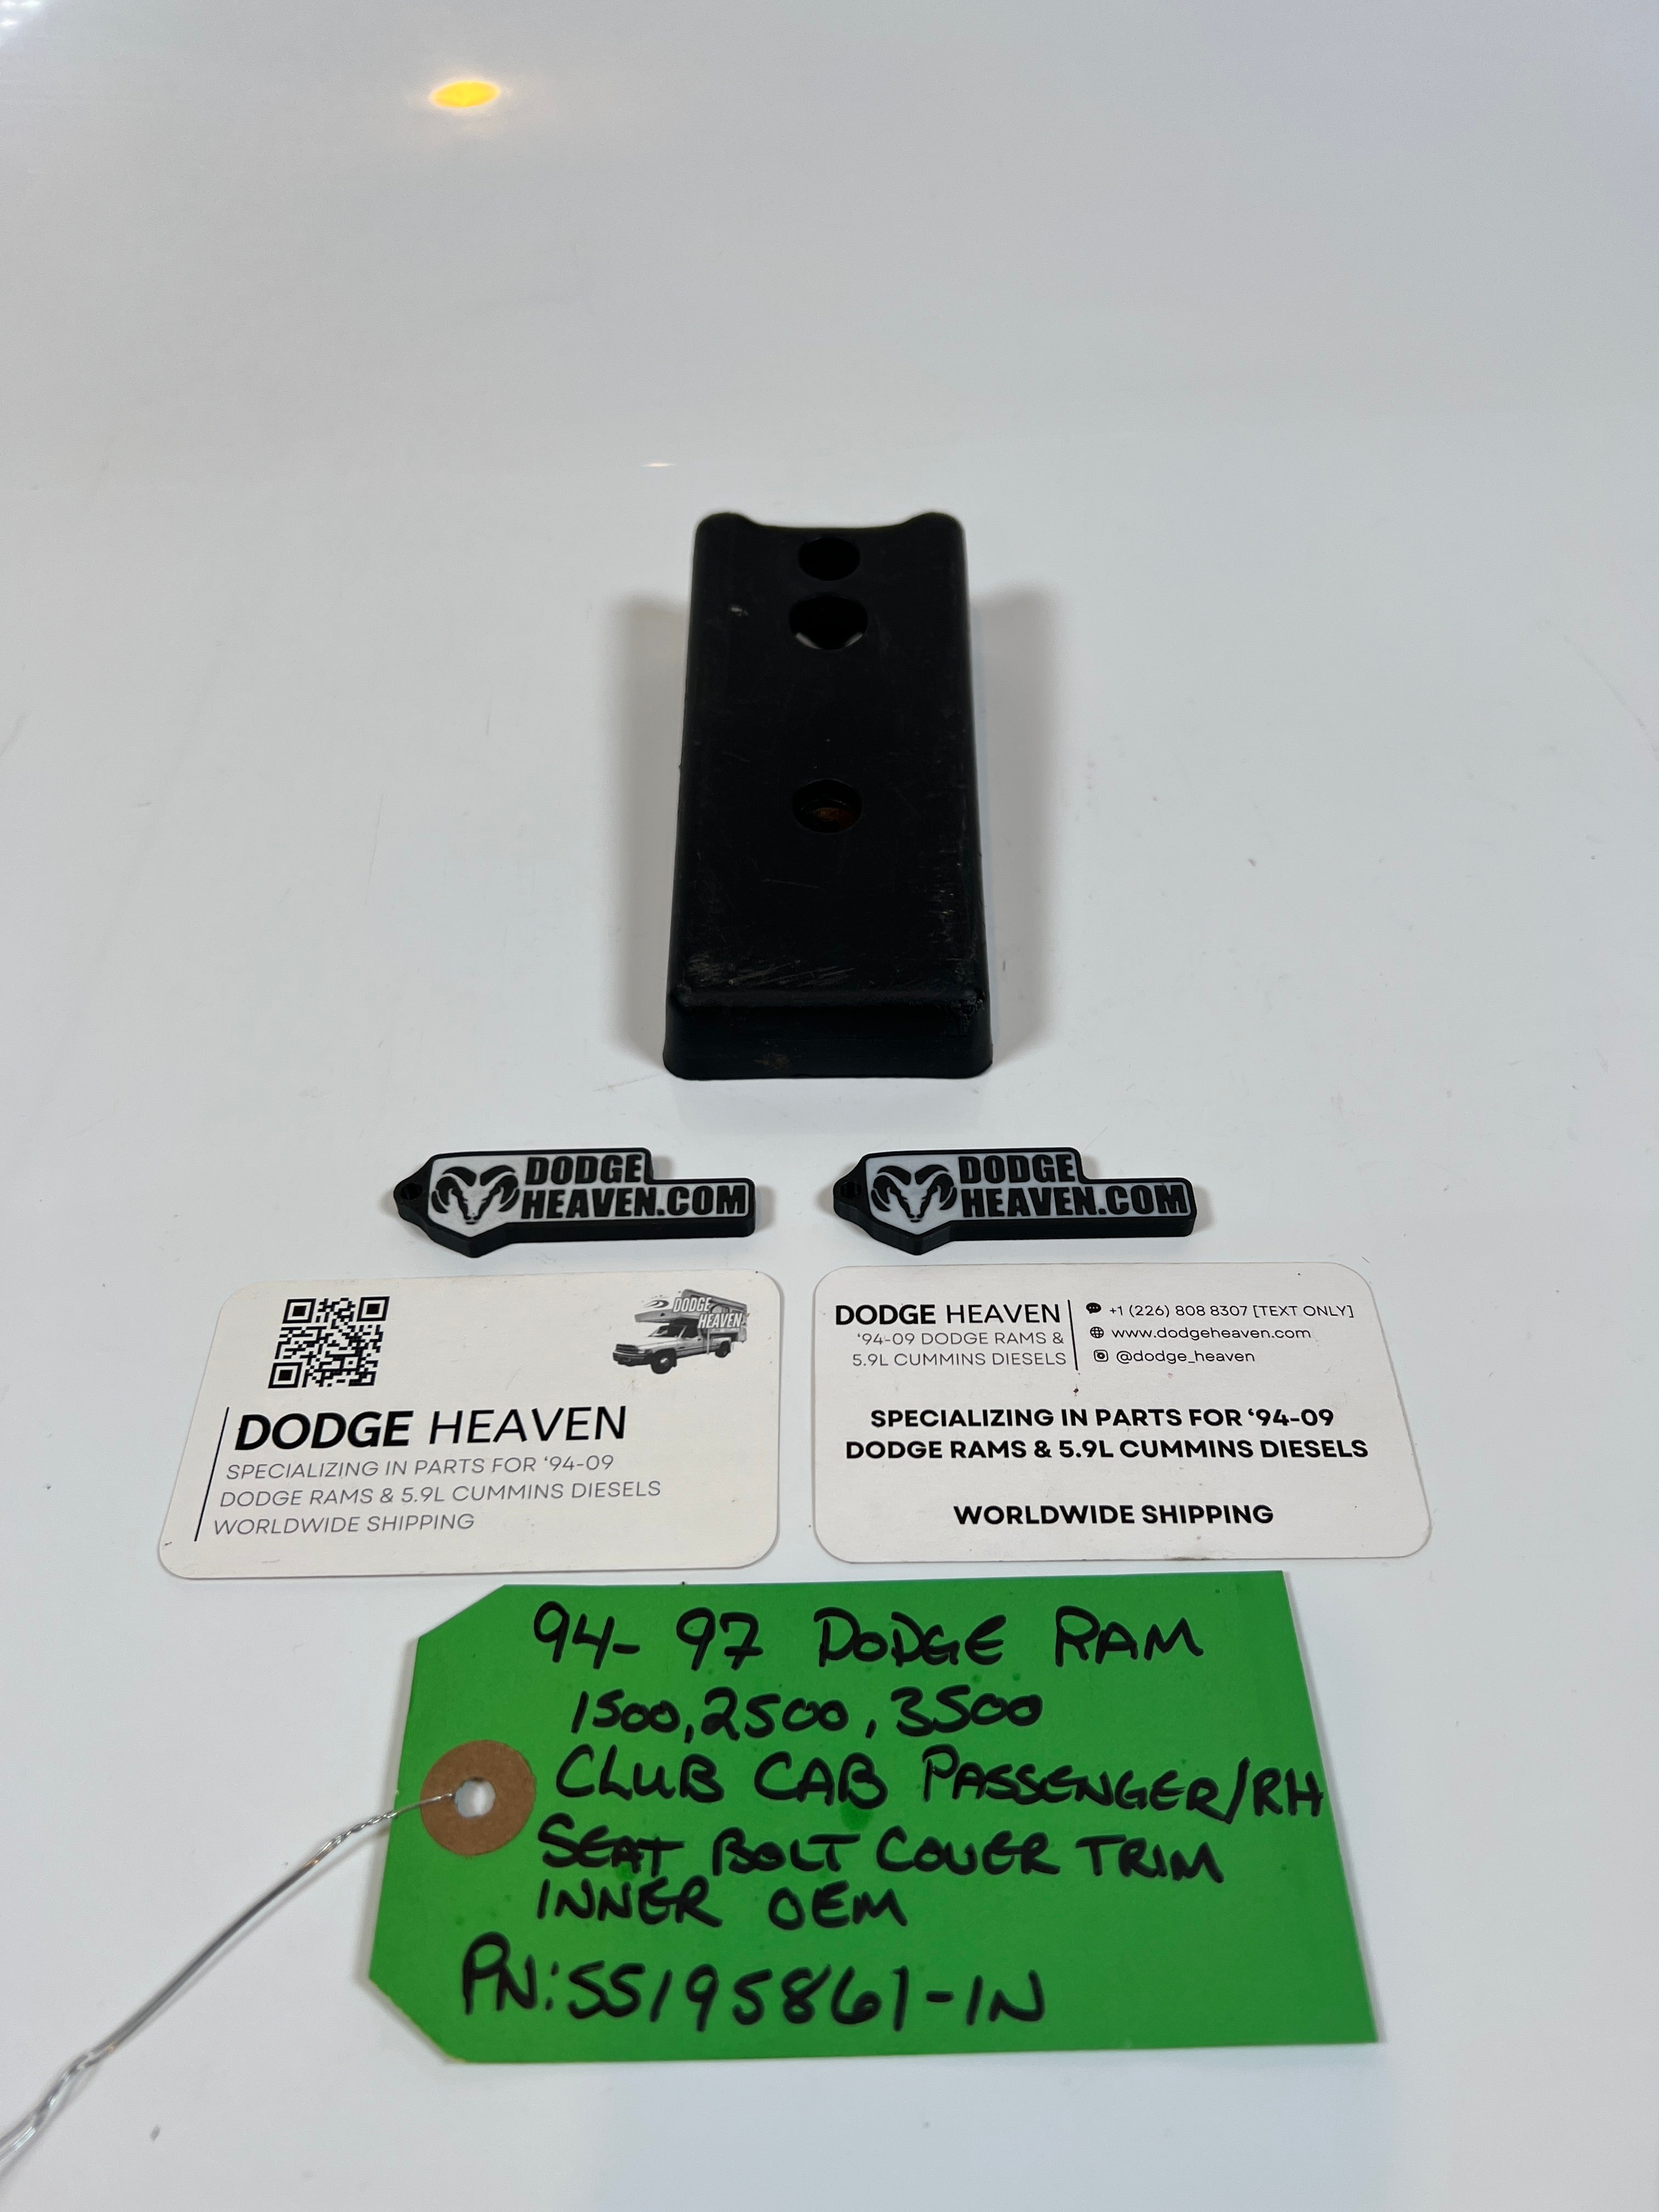 DODGE
HEAVEN.COM
DODGE
HEAVEN.COM
DODGE
HEAVEN
DODGE HEAVEN
SPECIALIZING IN PARTS FOR ‘94-09
DODGE RAMS & 5.9L CUMMINS DIESELS
WORLDWIDE SHIPPING
DODGE HEAVEN
‘94-09 DODGE RAMS &
5.9L CUMMINS DIESELS
+1 (226) 808 8307 [TEXT ONLY]
www.dodgeheaven.com
@dodge_heaven
SPECIALIZING IN PARTS FOR ‘94-09
DODGE RAMS & 5.9L CUMMINS DIESELS
WORLDWIDE SHIPPING
94-97 DODGE RAM
1500, 2500, 3500
CLUB CAB PASSENGER/RH
SEAT BOLT COVER TRIM
INNER OEM
PN: 55195861-IN